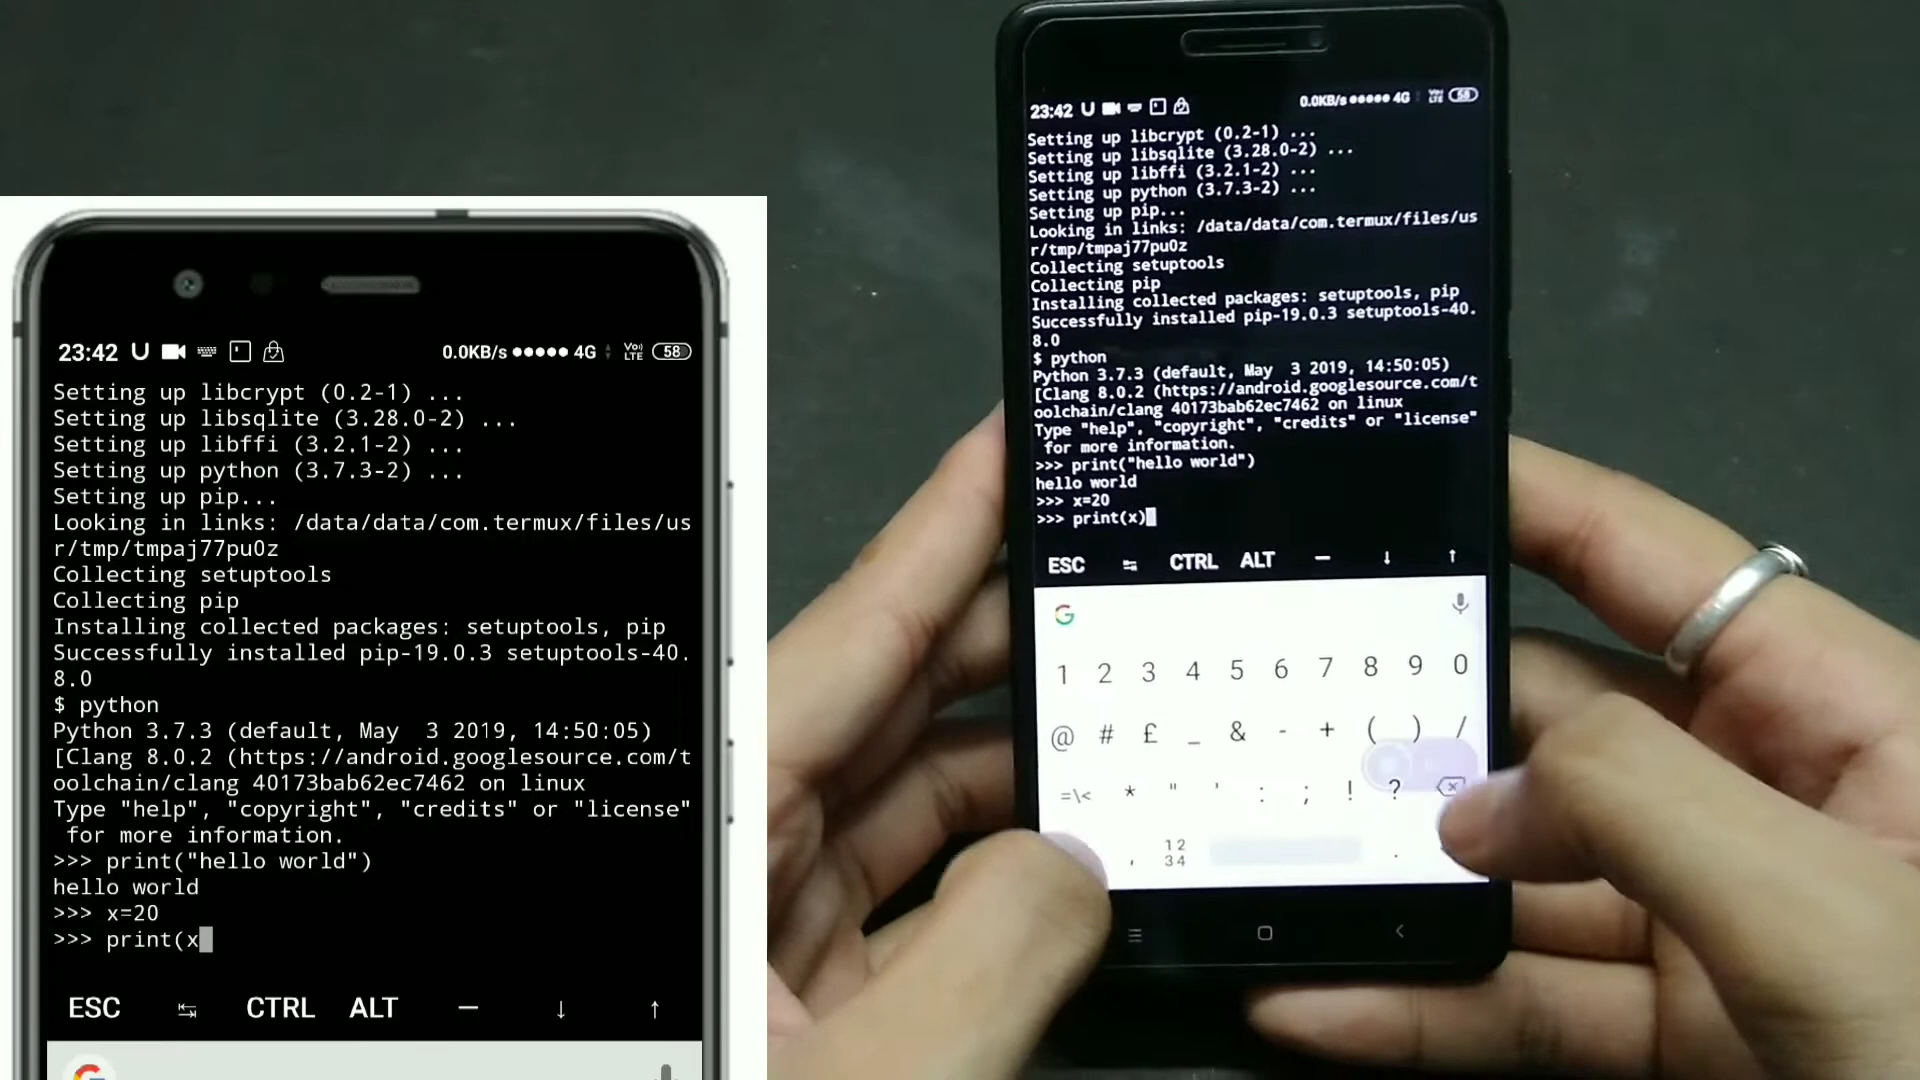 23:42 U 0.0KB/s 4G VoLTE 58
Setting up libcrypt (0.2-1) ...
Setting up libsqlite (3.28.0-2) ...
Setting up libffi (3.2.1-2) ...
Setting up python (3.7.3-2) ...
Setting up pip...
Looking in links: /data/data/com.termux/files/us
r/tmp/tmpaj77pu0z
Collecting setuptools
Collecting pip
Installing collected packages: setuptools, pip
Successfully installed pip-19.0.3 setuptools-40.
8.0
$ python
Python 3.7.3 (default, May  3 2019, 14:50:05)
[Clang 8.0.2 (https://android.googlesource.com/t
oolchain/clang 40173bab62ec7462 on linux
Type "help", "copyright", "credits" or "license"
 for more information.
>>> print("hello world")
hello world
>>> x=20
>>> print(x
ESC ↹ CTRL ALT — ↓ ↑
G
23:42 U 0.0KB/s 4G VoLTE 58
Setting up libcrypt (0.2-1) ...
Setting up libsqlite (3.28.0-2) ...
Setting up libffi (3.2.1-2) ...
Setting up python (3.7.3-2) ...
Setting up pip...
Looking in links: /data/data/com.termux/files/us
r/tmp/tmpaj77pu0z
Collecting setuptools
Collecting pip
Installing collected packages: setuptools, pip
Successfully installed pip-19.0.3 setuptools-40.
8.0
$ python
Python 3.7.3 (default, May  3 2019, 14:50:05)
[Clang 8.0.2 (https://android.googlesource.com/t
oolchain/clang 40173bab62ec7462 on linux
Type "help", "copyright", "credits" or "license"
 for more information.
>>> print("hello world")
hello world
>>> x=20
>>> print(x)
ESC ↹ CTRL ALT — ↓ ↑
G
1 2 3 4 5 6 7 8 9 0
@ # £ _ & - + ( ) /
=\< * " ' : ; ! ?
, 12 .
34